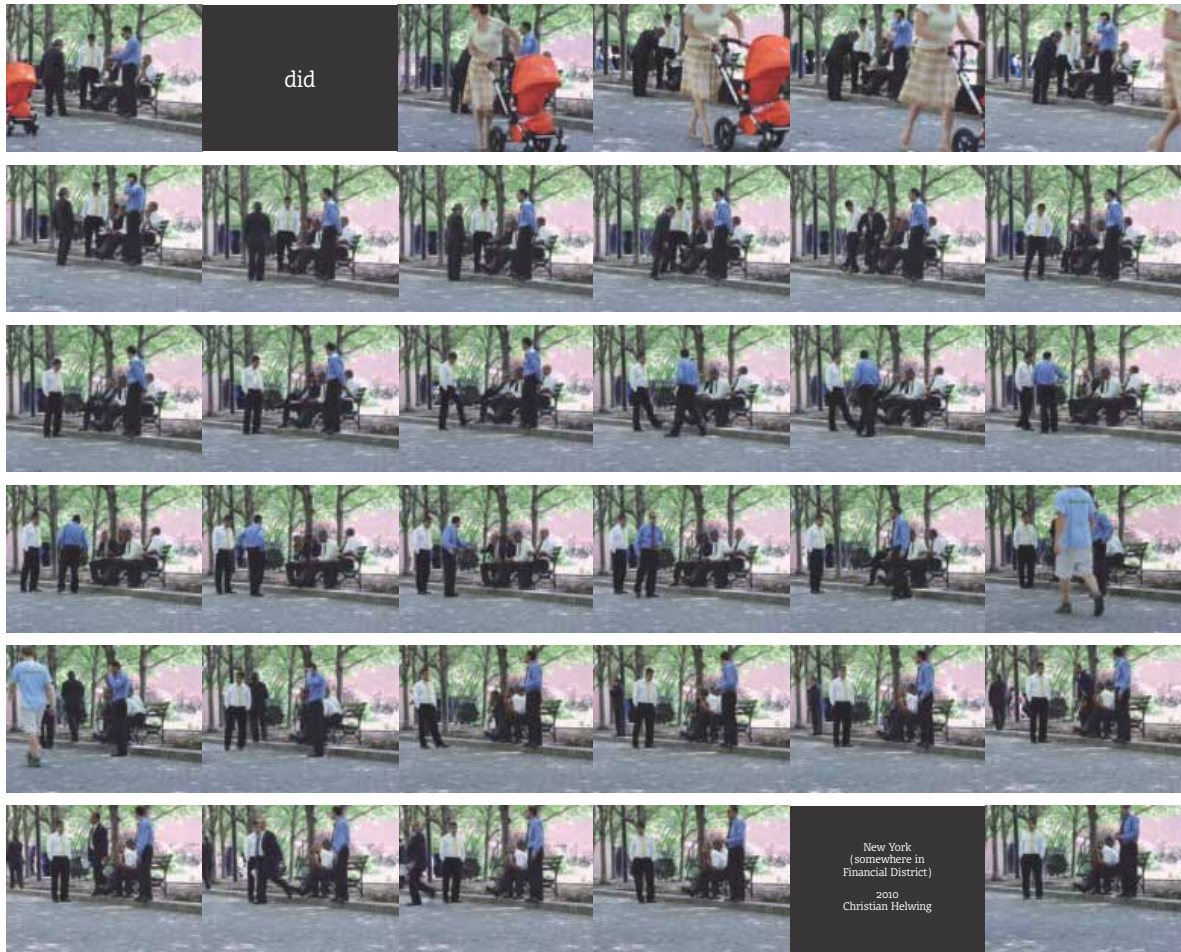 did
New York
(somewhere in
Financial District)
2010
Christian Helwing